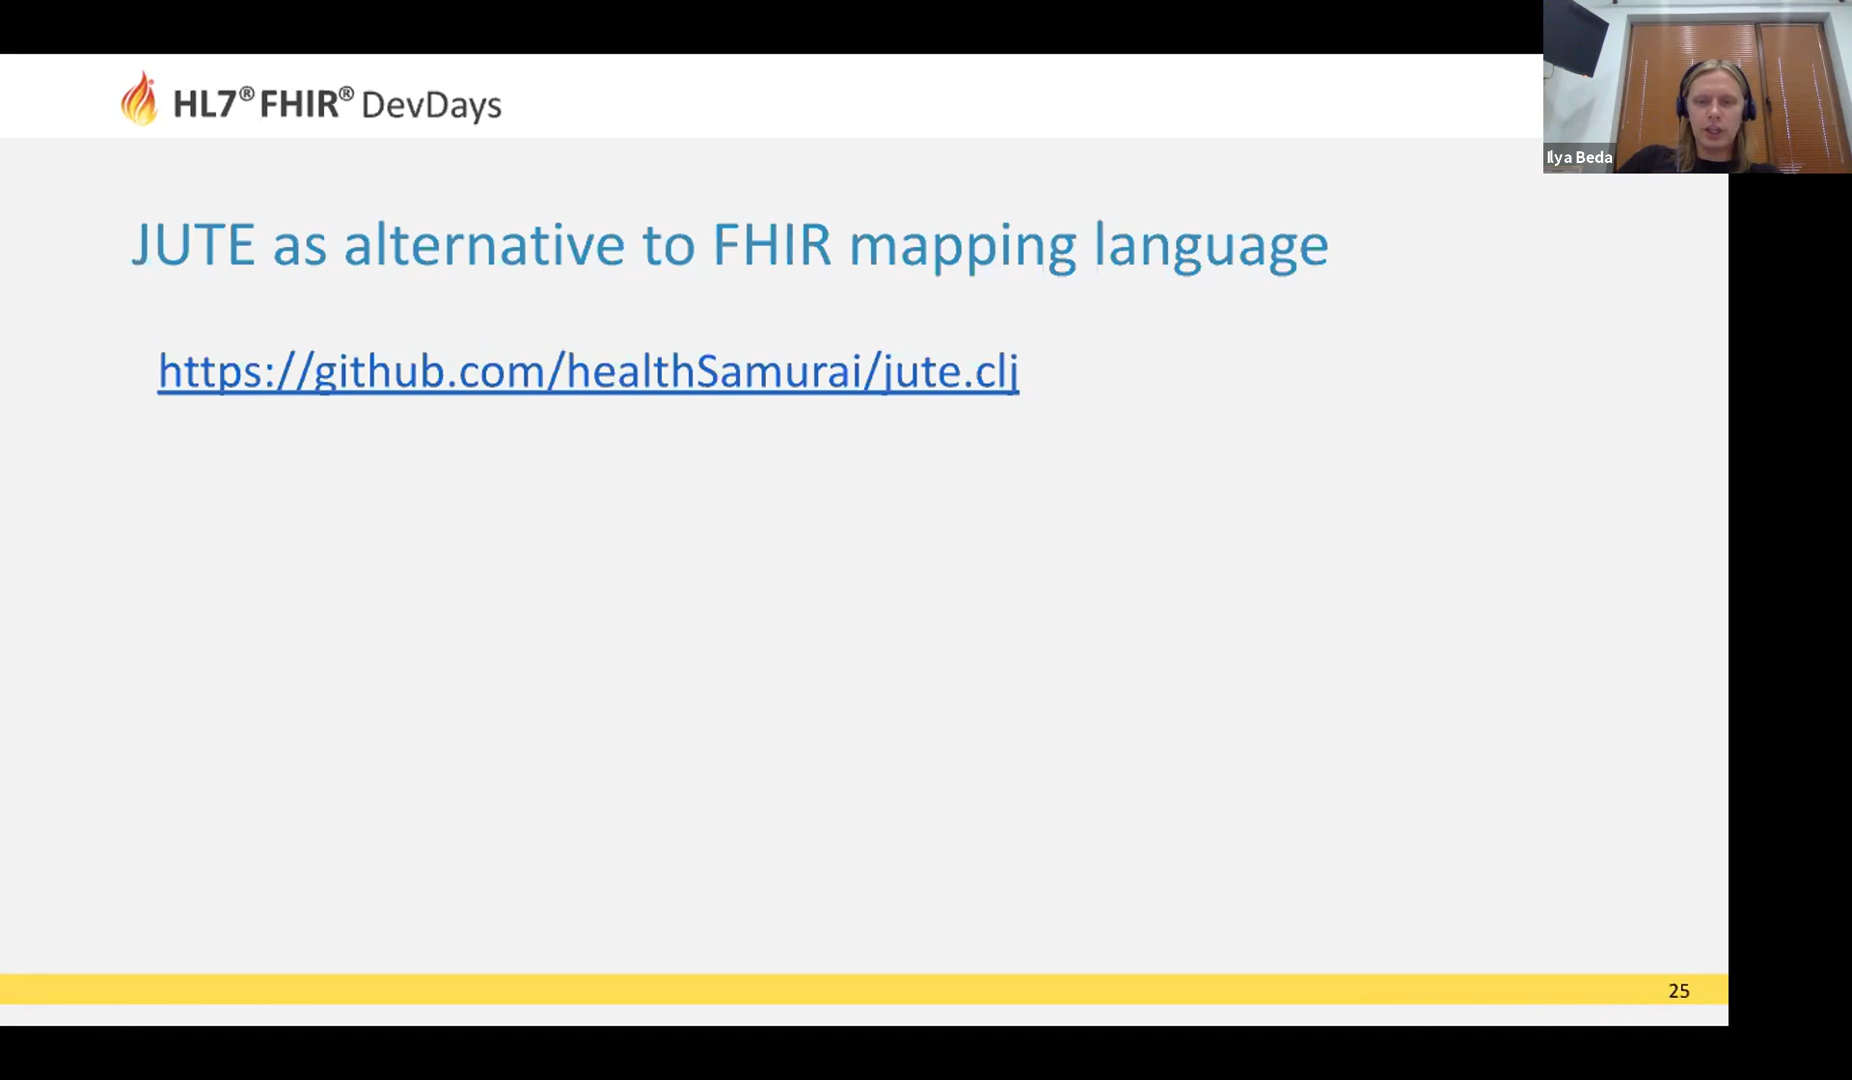 HL7® FHIR® DevDays
Ilya Beda
JUTE as alternative to FHIR mapping language
https://github.com/healthSamurai/jute.clj
25